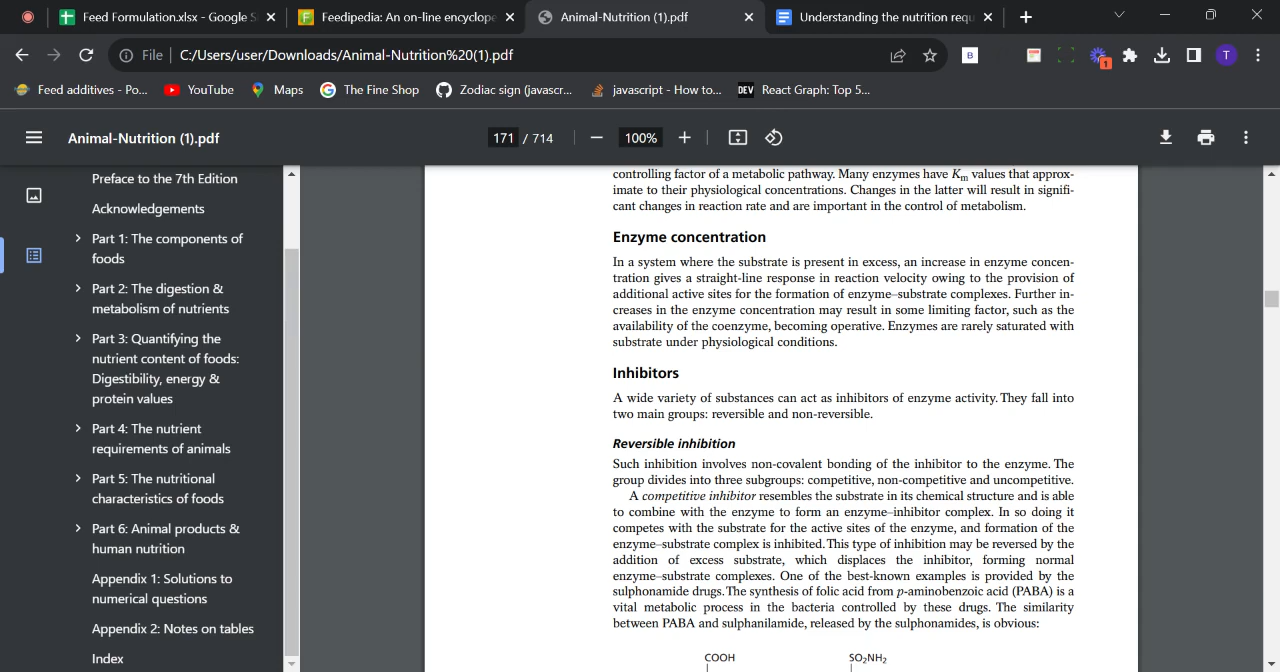 Feed Formulation.xlsx - Google S
Feedipedia: An on-line encyclope
Animal-Nutrition (1).pdf
Understanding the nutrition requ
File
C:/Users/user/Downloads/Animal-Nutrition%20(1).pdf
B
1
T
Feed additives - Po...
YouTube
Maps
The Fine Shop
Zodiac sign (javascr...
javascript - How to...
DEV
React Graph: Top 5...
Animal-Nutrition (1).pdf
171 / 714
100%
Preface to the 7th Edition
Acknowledgements
Part 1: The components of
foods
Part 2: The digestion &
metabolism of nutrients
Part 3: Quantifying the
nutrient content of foods:
Digestibility, energy &
protein values
Part 4: The nutrient
requirements of animals
Part 5: The nutritional
characteristics of foods
Part 6: Animal products &
human nutrition
Appendix 1: Solutions to
numerical questions
Appendix 2: Notes on tables
Index
controlling factor of a metabolic pathway. Many enzymes have Km values that approx-
imate to their physiological concentrations. Changes in the latter will result in signifi-
cant changes in reaction rate and are important in the control of metabolism.
Enzyme concentration
In a system where the substrate is present in excess, an increase in enzyme concen-
tration gives a straight-line response in reaction velocity owing to the provision of
additional active sites for the formation of enzyme–substrate complexes. Further in-
creases in the enzyme concentration may result in some limiting factor, such as the
availability of the coenzyme, becoming operative. Enzymes are rarely saturated with
substrate under physiological conditions.
Inhibitors
A wide variety of substances can act as inhibitors of enzyme activity. They fall into
two main groups: reversible and non-reversible.
Reversible inhibition
Such inhibition involves non-covalent bonding of the inhibitor to the enzyme. The
group divides into three subgroups: competitive, non-competitive and uncompetitive.
A competitive inhibitor resembles the substrate in its chemical structure and is able
to combine with the enzyme to form an enzyme–inhibitor complex. In so doing it
competes with the substrate for the active sites of the enzyme, and formation of the
enzyme–substrate complex is inhibited. This type of inhibition may be reversed by the
addition of excess substrate, which displaces the inhibitor, forming normal
enzyme–substrate complexes. One of the best-known examples is provided by the
sulphonamide drugs. The synthesis of folic acid from p-aminobenzoic acid (PABA) is a
vital metabolic process in the bacteria controlled by these drugs. The similarity
between PABA and sulphanilamide, released by the sulphonamides, is obvious:
COOH
SO2NH2